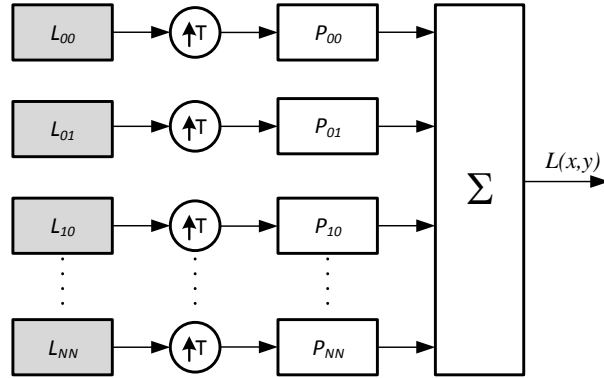 L00 ↑T P00
L01 ↑T P01
L10 ↑T P10
LNN ↑T PNN
Σ
L(x,y)